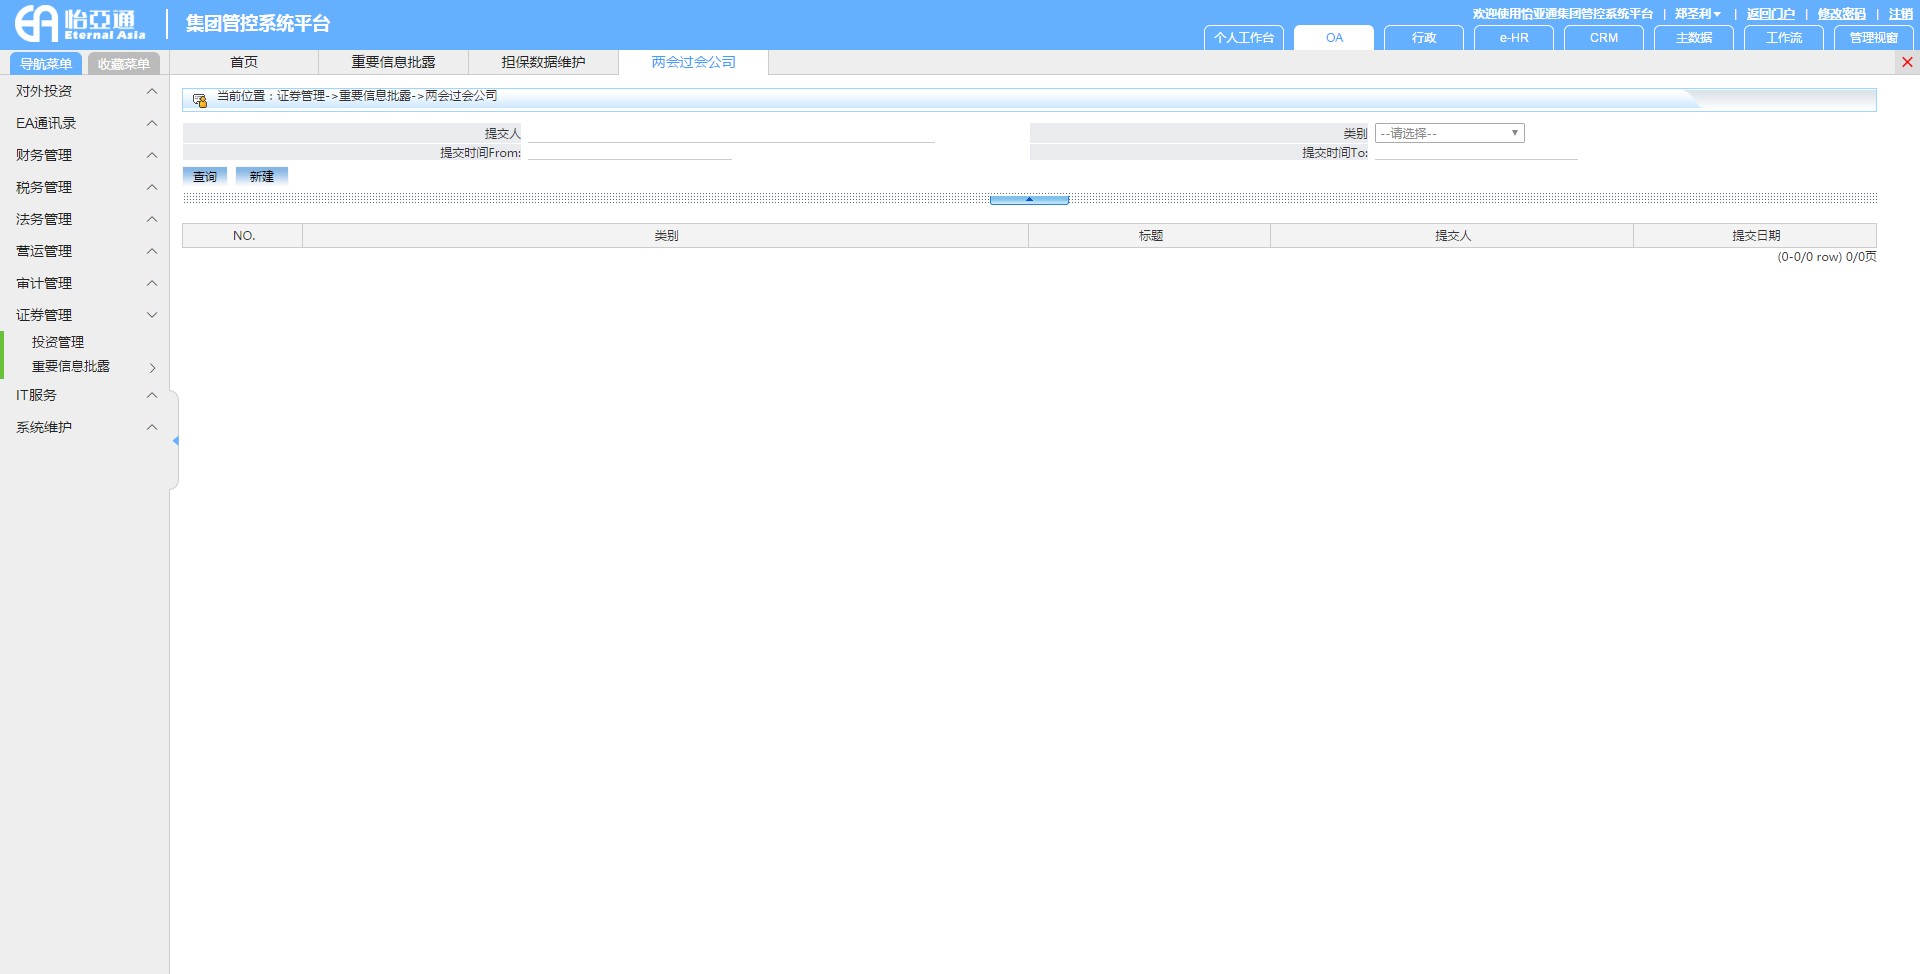 怡亞通
Eternal Asia
集团管控系统平台
欢迎使用怡亚通集团管控系统平台 | 郑圣利 | 返回门户 | 修改密码 | 注销
个人工作台 OA 行政 e-HR CRM 主数据 工作流 管理视窗
导航菜单 收藏菜单 首页 重要信息批露 担保数据维护 两会过会公司
对外投资
EA通讯录
财务管理
税务管理
法务管理
营运管理
审计管理
证券管理
投资管理
重要信息批露
IT服务
系统维护
当前位置：证券管理->重要信息批露->两会过会公司
提交人 类别 --请选择--
提交时间From: 提交时间To:
查询 新建
NO. 类别 标题 提交人 提交日期
(0-0/0 row) 0/0页